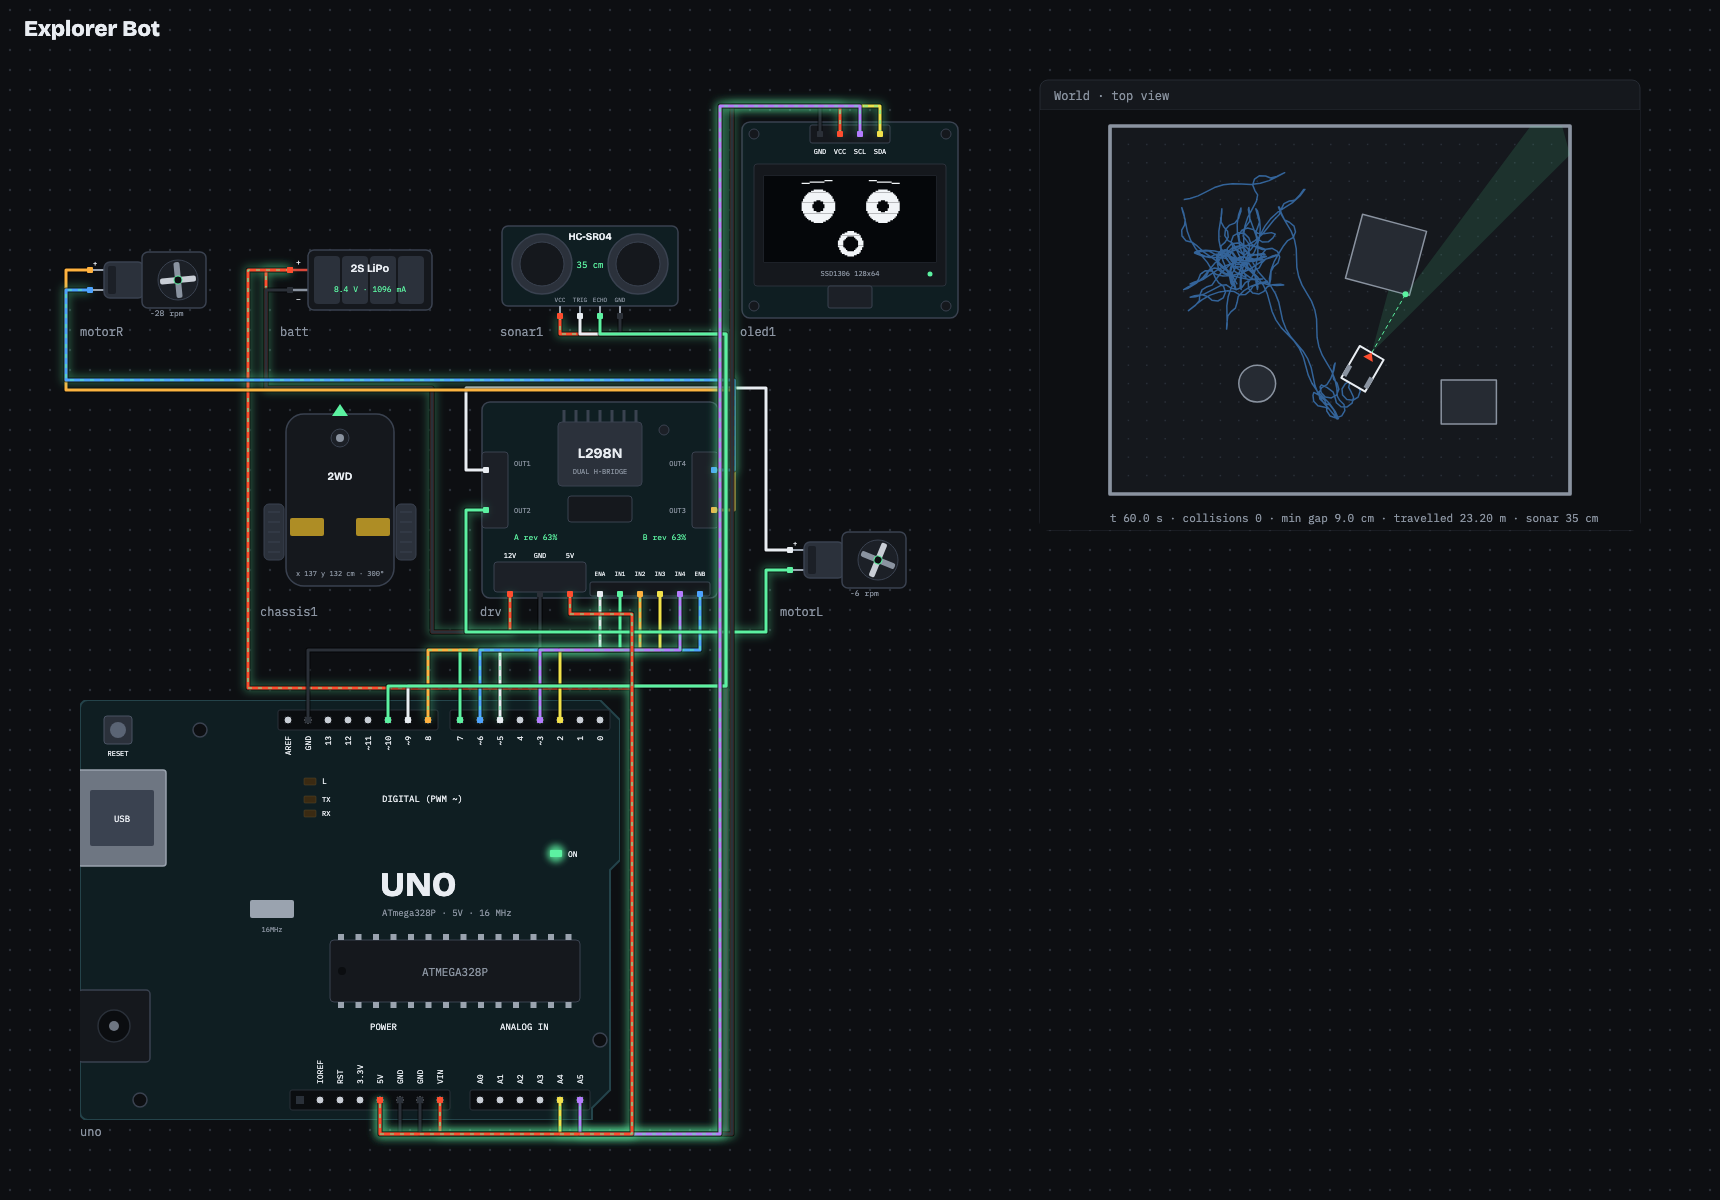 Explorer Bot
World · top view
GND VCC SCL SDA
SSD1306 128x64
oled1
HC-SR04
35 cm
VCC TRIG ECHO GND
sonar1
+
-28 rpm
motorR
+
2S LiPo
8.4 V · 1096 mA
−
batt
t 60.0 s · collisions 0 · min gap 9.0 cm · travelled 23.20 m · sonar 35 cm
2WD
x 137 y 132 cm · 300°
chassis1
L298N
DUAL H-BRIDGE
OUT1
OUT4
OUT2
OUT3
A rev 63%
B rev 63%
12V GND 5V
ENA IN1 IN2 IN3 IN4 ENB
drv
+
-6 rpm
motorL
RESET
AREF GND 13 12 ~11 ~10 ~9 8 7 ~6 ~5 4 ~3 2 1 0
L
TX
RX
DIGITAL (PWM ~)
USB
ON
UNO
ATmega328P · 5V · 16 MHz
16MHz
ATMEGA328P
POWER
ANALOG IN
IOREF RST 3.3V 5V GND GND VIN A0 A1 A2 A3 A4 A5
uno